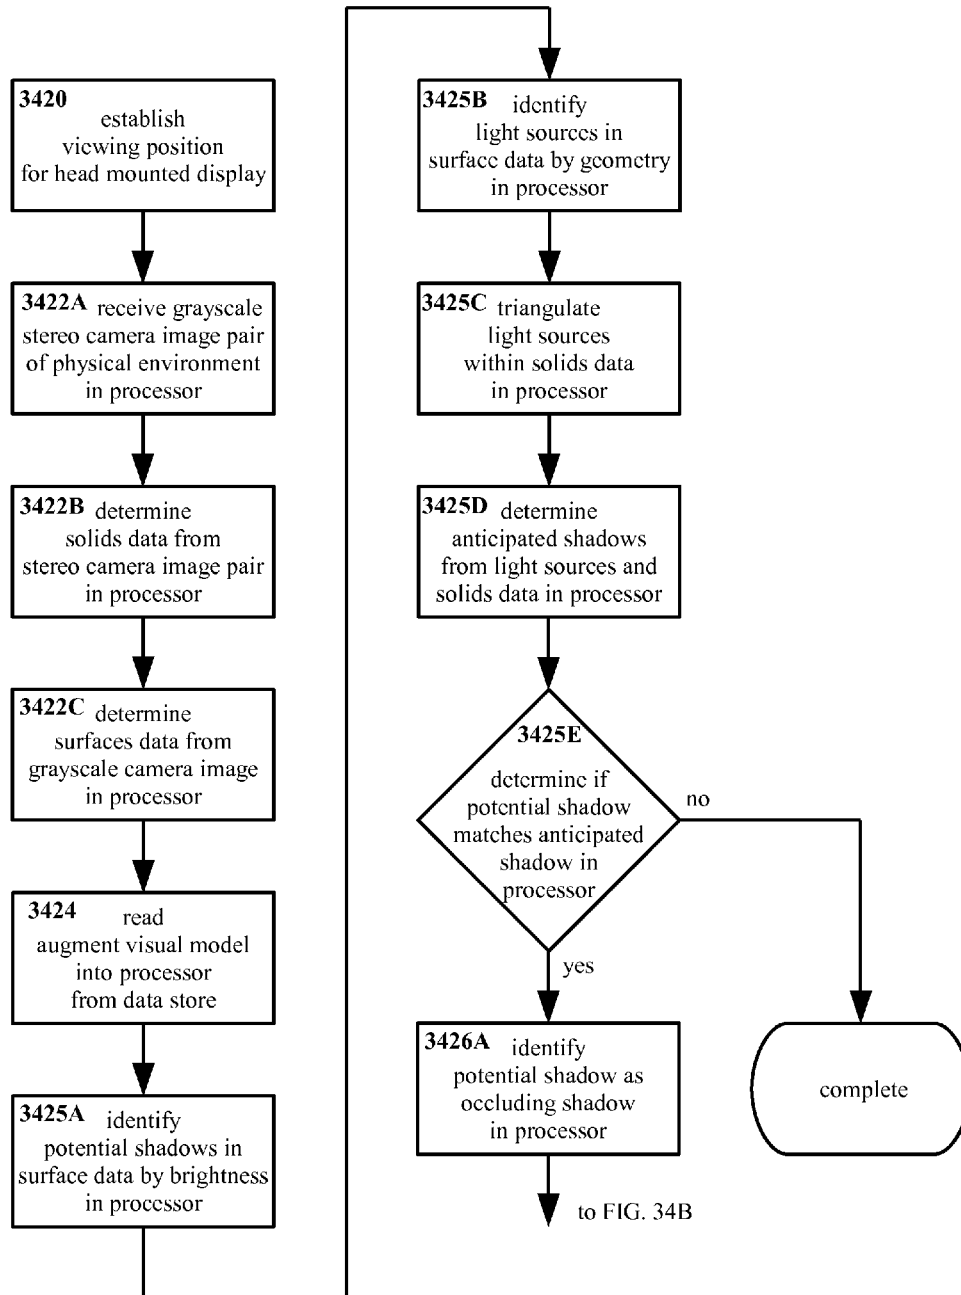 3420
establish
viewing position
for head mounted display
3422A receive grayscale
stereo camera image pair
of physical environment
in processor
3422B determine
solids data from
stereo camera image pair
in processor
3422C determine
surfaces data from
grayscale camera image
in processor
3424 read
augment visual model
into processor
from data store
3425A identify
potential shadows in
surface data by brightness
in processor
3425B identify
light sources in
surface data by geometry
in processor
3425C triangulate
light sources
within solids data
in processor
3425D determine
anticipated shadows
from light sources and
solids data in processor
3425E
determine if
potential shadow
matches anticipated
shadow in
processor
no
yes
3426A identify
potential shadow as
occluding shadow
in processor
complete
to FIG. 34B